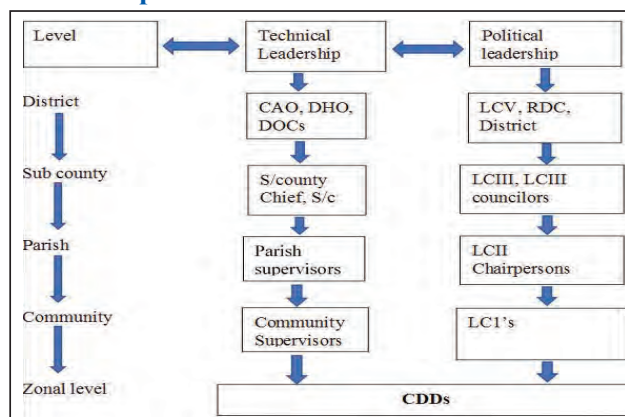 Level
Technical
Leadership
Political
leadership
District
CAO, DHO,
DOCs
LCV, RDC,
District
Sub county
S/county
Chief, S/c
LCIII, LCIII
councilors
Parish
Parish
supervisors
LCII
Chairpersons
Community
Community
Supervisors
LC1's
Zonal level
CDDs